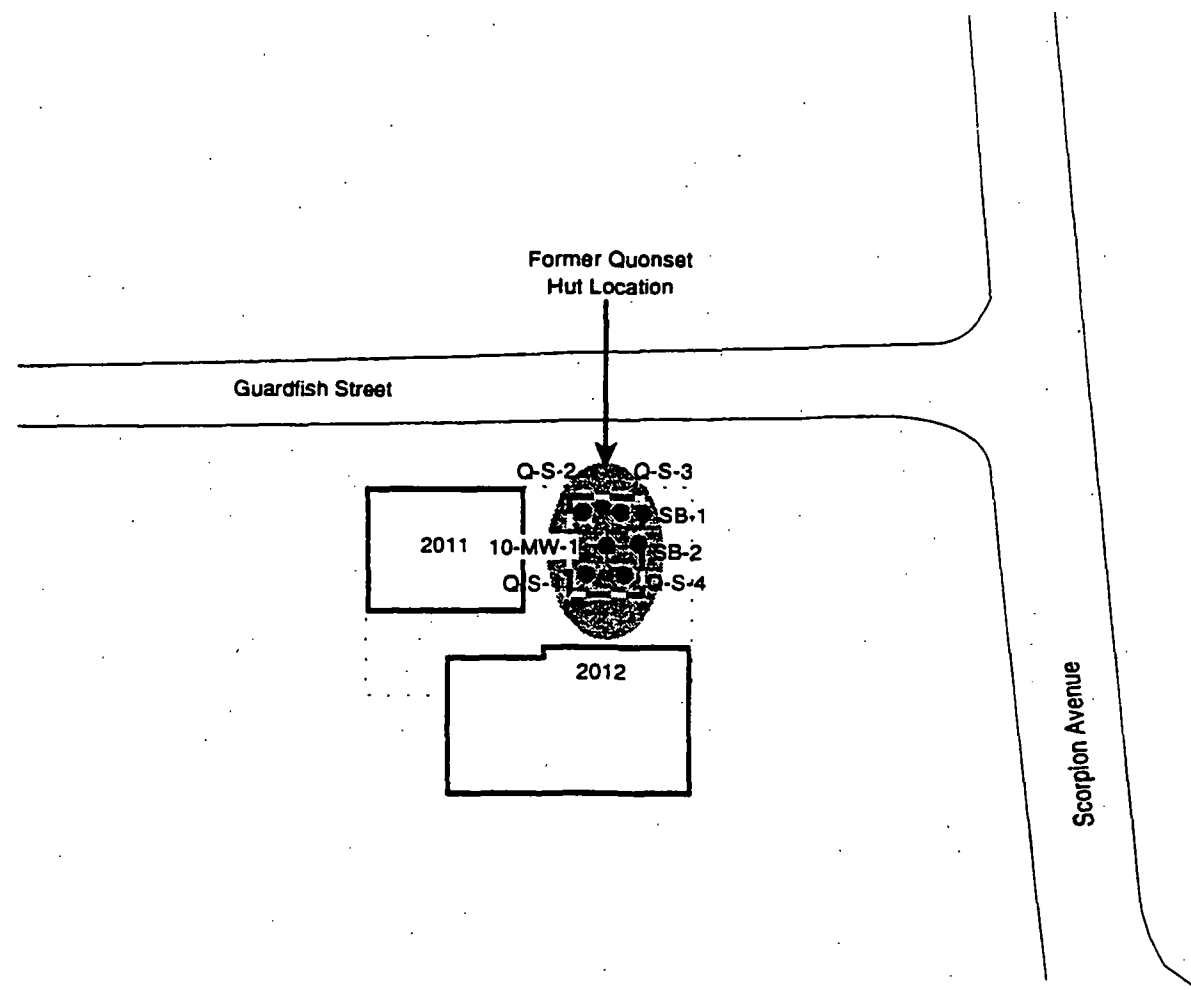 Former Quonset
Hut Location
Guardfish Street
Q-S-2
Q-S-3
SB-1
2011
10-MW-1
SB-2
Q-S-
Q-S-4
2012
Scorpion Avenue